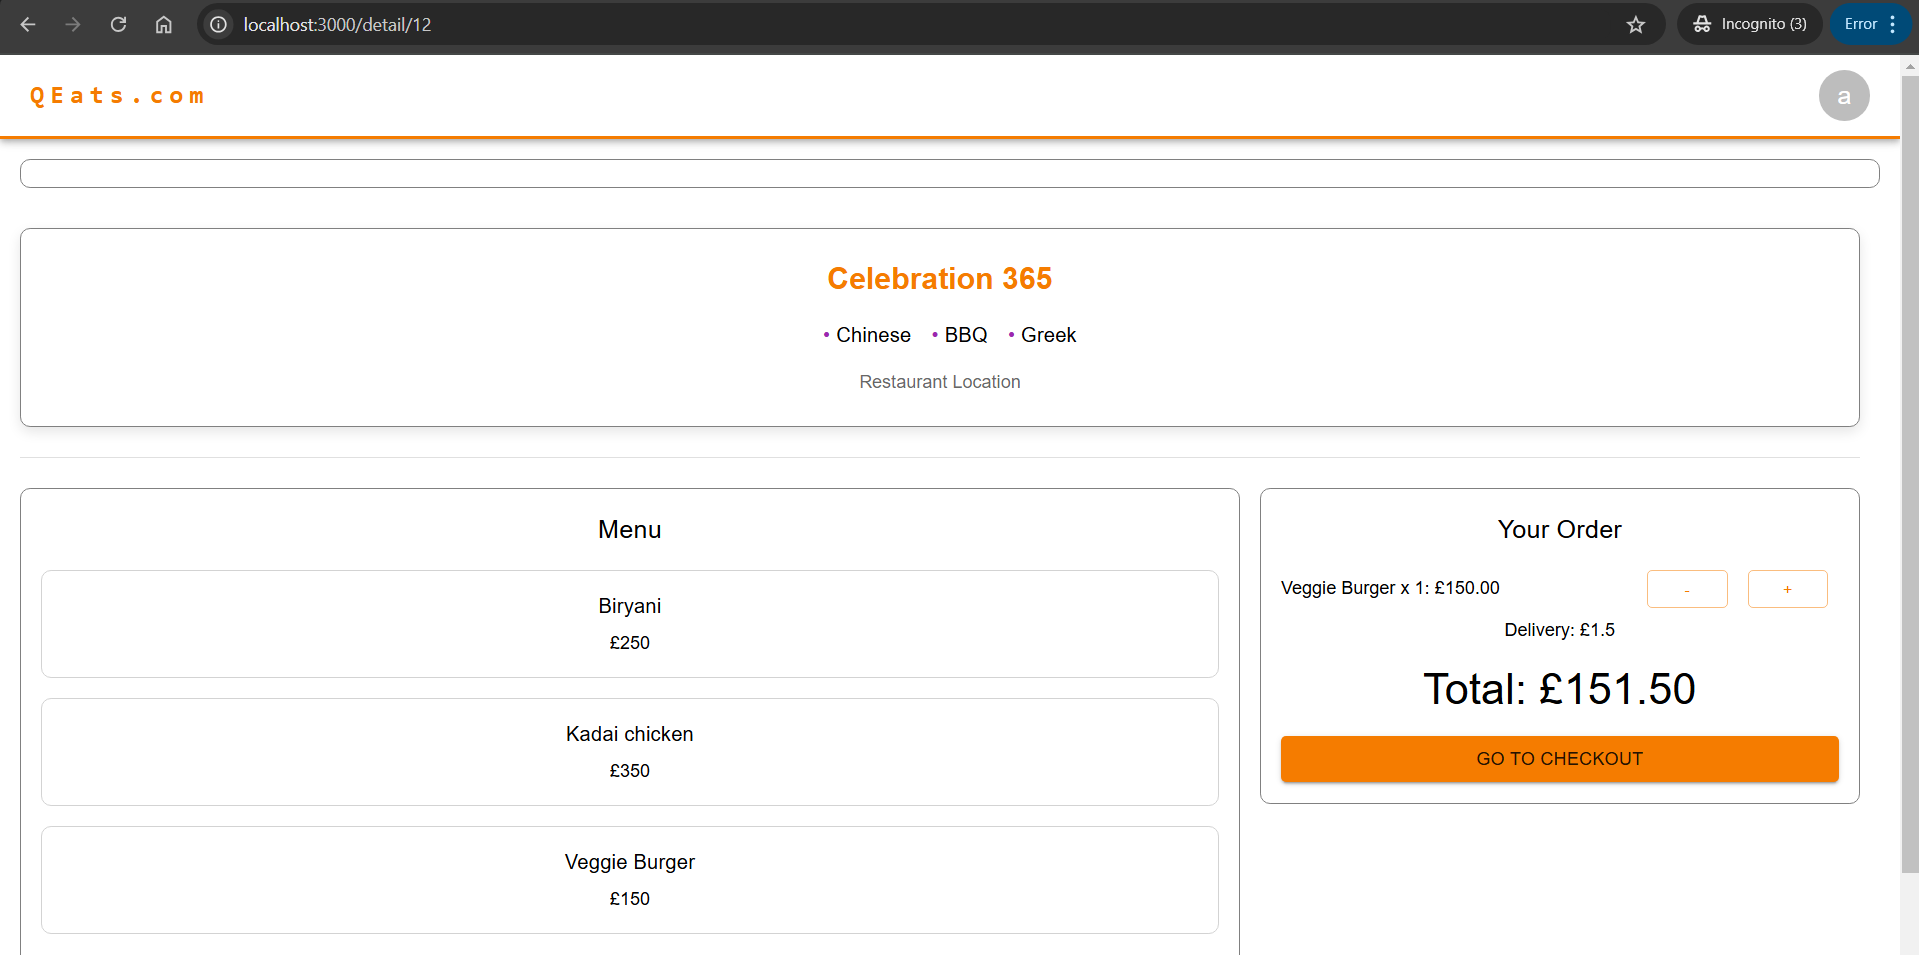 localhost:3000/detail/12
Incognito (3)
Error
QEats.com
a
Celebration 365
• Chinese • BBQ • Greek
Restaurant Location
Menu
Biryani
£250
Kadai chicken
£350
Veggie Burger
£150
Your Order
Veggie Burger x 1: £150.00
-
+
Delivery: £1.5
Total: £151.50
GO TO CHECKOUT